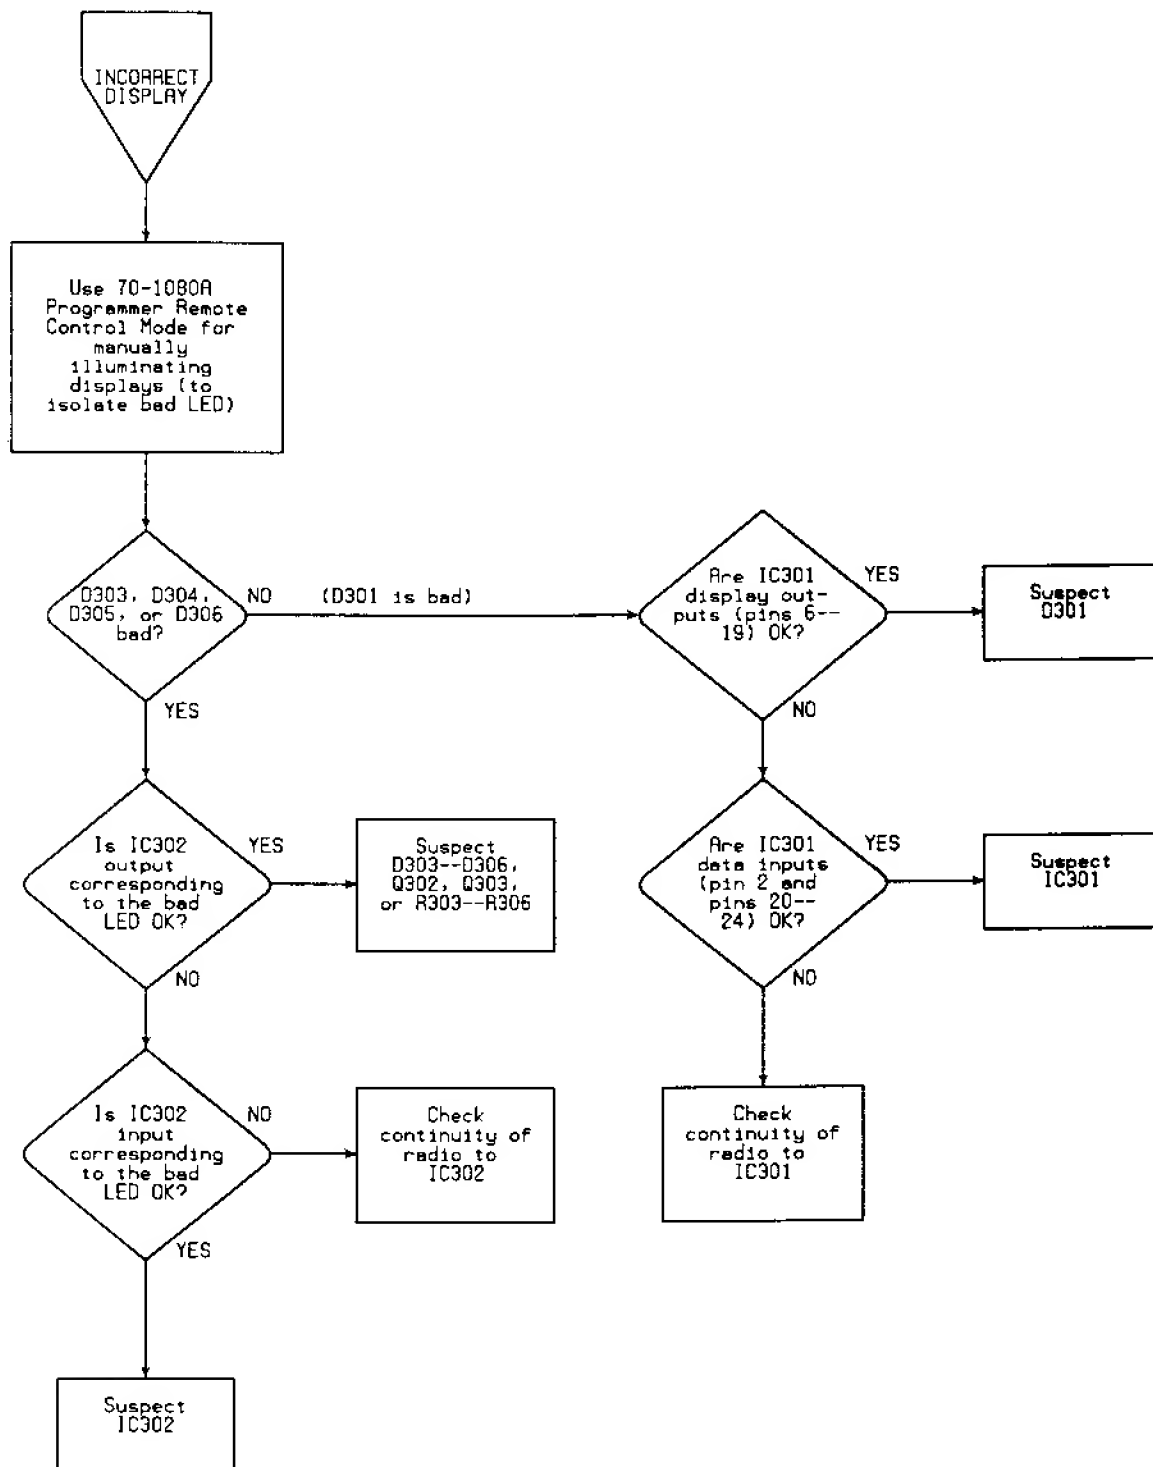 INCORRECT
DISPLAY
Use 70-1080A
Programmer Remote
Control Mode for
manually
illuminating
displays (to
isolate bad LED)
D303, D304,
D305, or D306
bad?
NO
(D301 is bad)
YES
Are IC301
display out-
puts (pins 6--
19) OK?
YES
Suspect
D301
NO
Is IC302
output
corresponding
to the bad
LED OK?
YES
Suspect
D303--D306,
Q302, Q303,
or R303--R306
NO
Are IC301
data inputs
(pin 2 and
pins 20--
24) OK?
YES
Suspect
IC301
NO
Is IC302
input
corresponding
to the bad
LED OK?
NO
Check
continuity of
radio to
IC302
YES
Check
continuity of
radio to
IC301
Suspect
IC302